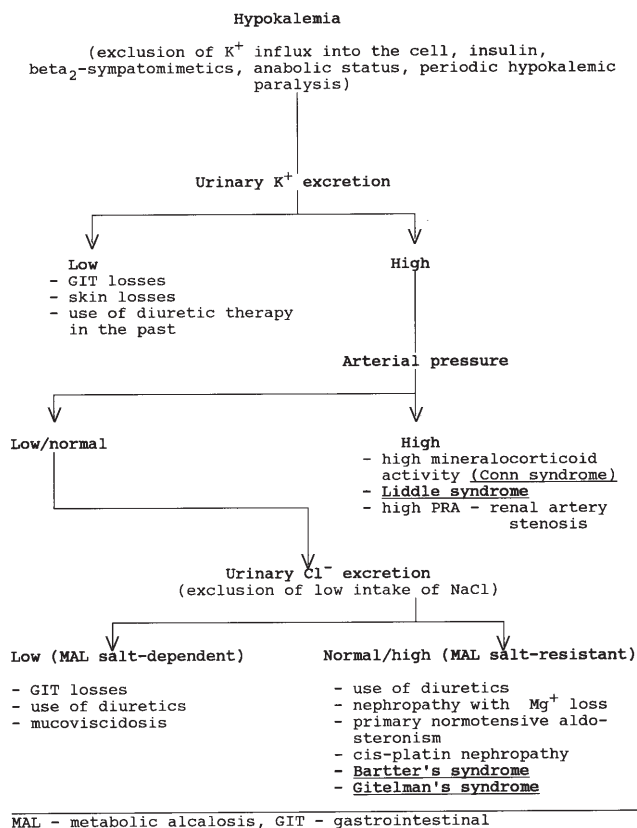 Hypokalemia
(exclusion of K⁺ influx into the cell, insulin,
beta₂-sympatomimetics, anabolic status, periodic hypokalemic
paralysis)
Urinary K⁺ excretion
Low
- GIT losses
- skin losses
- use of diuretic therapy
in the past
High
Arterial pressure
Low/normal
High
- high mineralocorticoid
activity (Conn syndrome)
- Liddle syndrome
- high PRA - renal artery
stenosis
Urinary Cl⁻ excretion
(exclusion of low intake of NaCl)
Low (MAL salt-dependent)
- GIT losses
- use of diuretics
- mucoviscidosis
Normal/high (MAL salt-resistant)
- use of diuretics
- nephropathy with Mg⁺ loss
- primary normotensive aldo-
steronism
- cis-platin nephropathy
- Bartter's syndrome
- Gitelman's syndrome
MAL - metabolic alcalosis, GIT - gastrointestinal